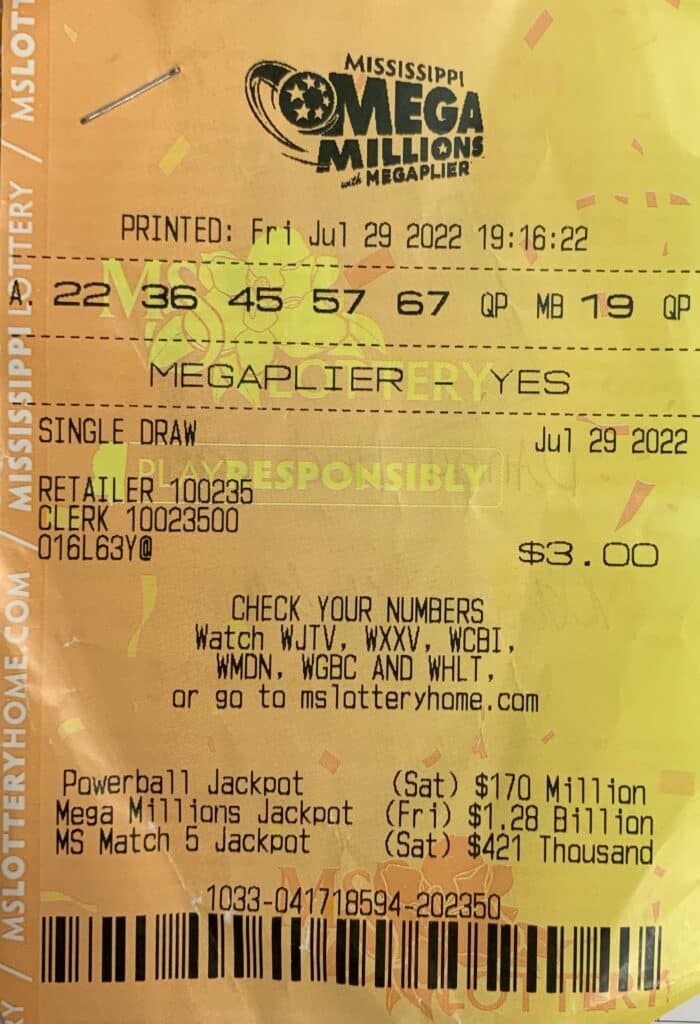 MISSISSIPPI
MEGA
MILLIONS
with MEGAPLIER
PRINTED: Fri Jul 29 2022 19:16:22
A. 22 36 45 57 67 QP MB 19 QP
MEGAPLIER - YES
SINGLE DRAW Jul 29 2022
RETAILER 100235
CLERK 10023500
016L63Y@
$3.00
CHECK YOUR NUMBERS
Watch WJTV, WXXV, WCBI,
WMDN, WGBC AND WHLT,
or go to mslotteryhome.com
Powerball Jackpot (Sat) $170 Million
Mega Millions Jackpot (Fri) $1.28 Billion
MS Match 5 Jackpot (Sat) $421 Thousand
1033-041718594-202350
MS
LOTTERY
PLAY RESPONSIBLY
LOTTERY
MSLOTTERYHOME.COM / MISSISSIPPI LOTTERY / MSLOTT